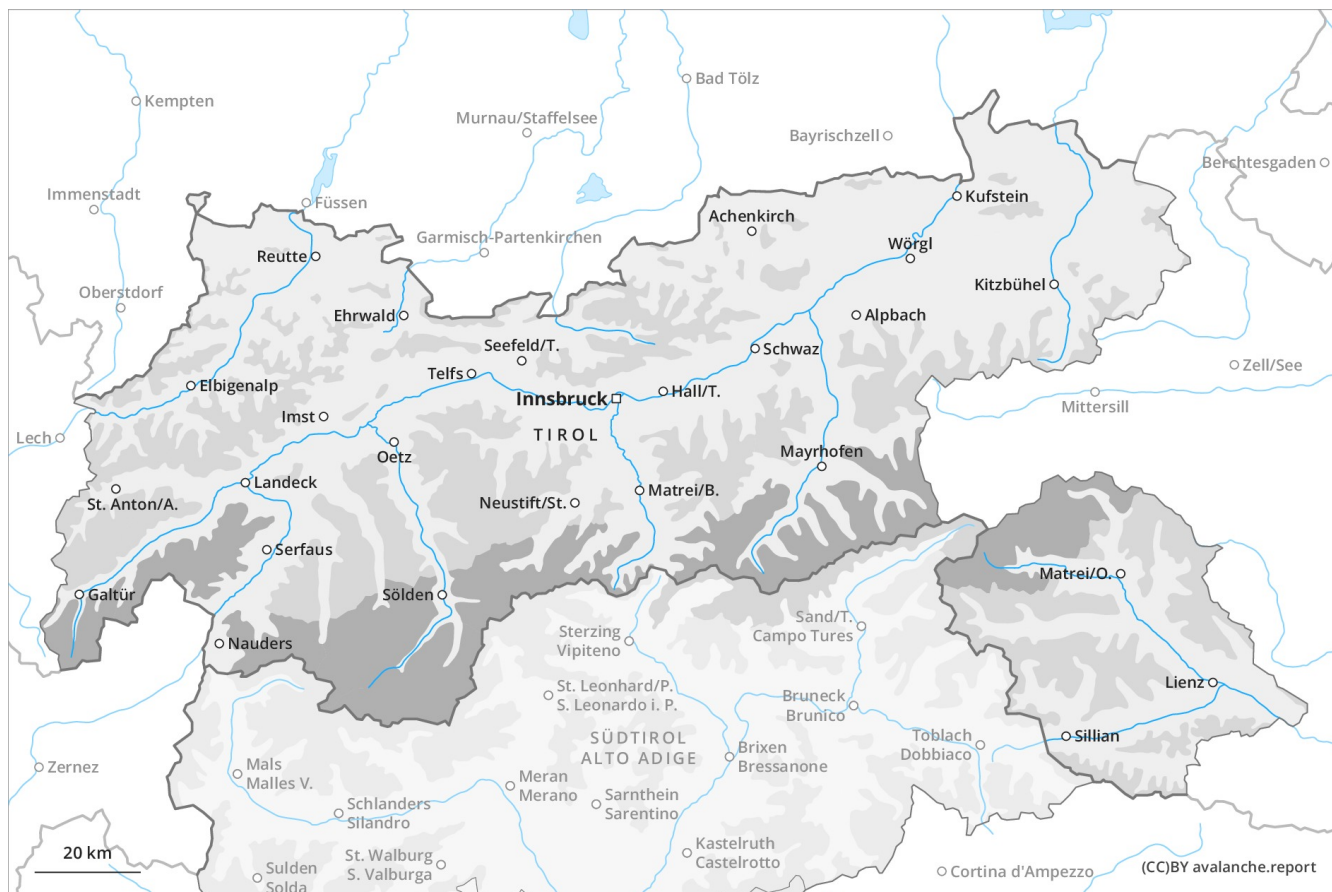 Kempten
Bad Tölz
Murnau/Staffelsee
Bayrischzell
Berchtesgaden
Immenstadt
Füssen
Kufstein
Achenkirch
Garmisch-Partenkirchen
Wörgl
Reutte
Oberstdorf
Kitzbühel
Ehrwald
Alpbach
Seefeld/T.
Schwaz
Zell/See
Telfs
Elbigenalp
Hall/T.
Innsbruck
Mittersill
Imst
Lech
TIROL
Oetz
Mayrhofen
Landeck
Matrei/B.
St. Anton/A.
Neustift/St.
Serfaus
Matrei/O.
Galtür
Sölden
Sand/T.
Campo Tures
Sterzing
Vipiteno
Nauders
Lienz
St. Leonhard/P.
S. Leonardo i. P.
Bruneck
Brunico
Sillian
Toblach
Dobbiaco
SÜDTIROL
ALTO ADIGE
Brixen
Bressanone
Zernez
Mals
Malles V.
Meran
Merano
Sarnthein
Sarentino
Schlanders
Silandro
Kastelruth
Castelrotto
20 km
St. Walburg
S. Valburga
Sulden
Solda
Cortina d'Ampezzo
(CC)BY avalanche.report